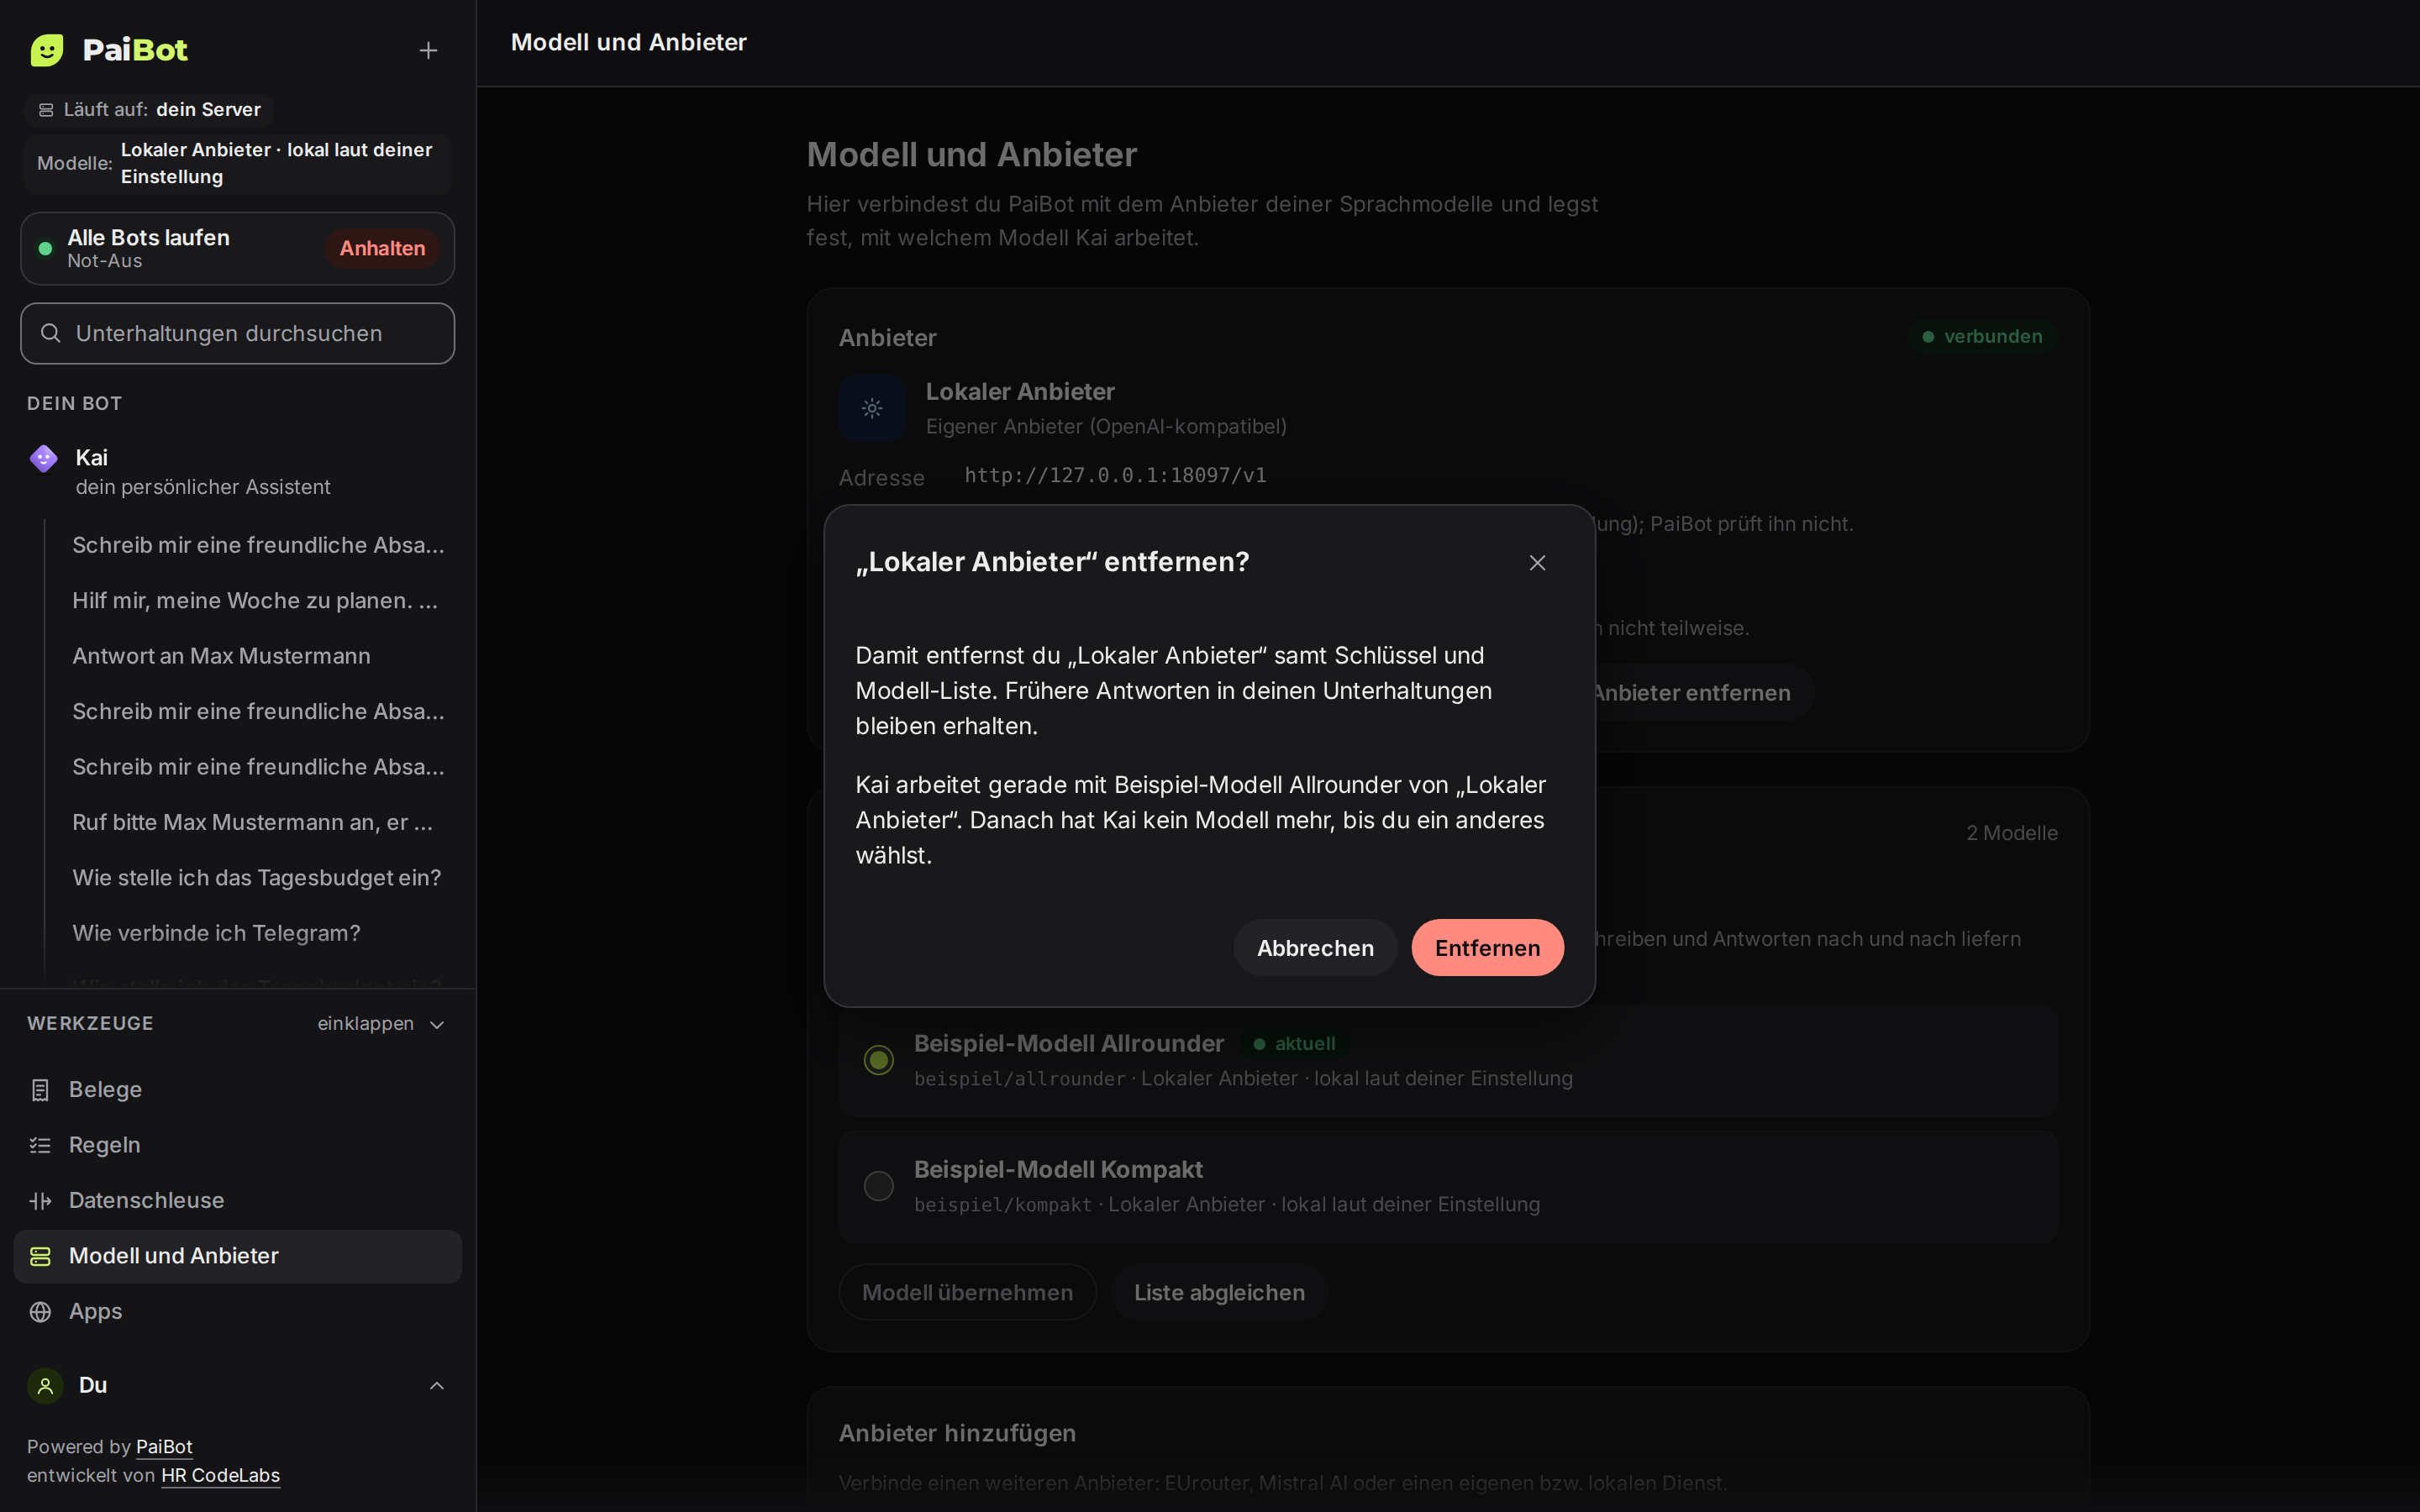 PaiBot
Läuft auf: dein Server
Modelle: Lokaler Anbieter · lokal laut deiner
Einstellung
Alle Bots laufen
Not-Aus
Anhalten
Unterhaltungen durchsuchen
DEIN BOT
Kai
dein persönlicher Assistent
Schreib mir eine freundliche Absa...
Hilf mir, meine Woche zu planen. ...
Antwort an Max Mustermann
Schreib mir eine freundliche Absa...
Schreib mir eine freundliche Absa...
Ruf bitte Max Mustermann an, er ...
Wie stelle ich das Tagesbudget ein?
Wie verbinde ich Telegram?
Wie stelle ich das Tagesbudget ein?
WERKZEUGE
einklappen
Belege
Regeln
Datenschleuse
Modell und Anbieter
Apps
Du
Powered by PaiBot
entwickelt von HR CodeLabs
Modell und Anbieter
Modell und Anbieter
Hier verbindest du PaiBot mit dem Anbieter deiner Sprachmodelle und legst
fest, mit welchem Modell Kai arbeitet.
Anbieter
verbunden
Lokaler Anbieter
Eigener Anbieter (OpenAI-kompatibel)
Adresse http://127.0.0.1:18097/v1
PaiBot prüft ihn nicht.
nicht teilweise.
Anbieter entfernen
„Lokaler Anbieter“ entfernen?
Damit entfernst du „Lokaler Anbieter“ samt Schlüssel und
Modell-Liste. Frühere Antworten in deinen Unterhaltungen
bleiben erhalten.
Kai arbeitet gerade mit Beispiel-Modell Allrounder von „Lokaler
Anbieter“. Danach hat Kai kein Modell mehr, bis du ein anderes
wählst.
Abbrechen
Entfernen
2 Modelle
und Antworten nach und nach liefern
Beispiel-Modell Allrounder
aktuell
beispiel/allrounder · Lokaler Anbieter · lokal laut deiner Einstellung
Beispiel-Modell Kompakt
beispiel/kompakt · Lokaler Anbieter · lokal laut deiner Einstellung
Modell übernehmen
Liste abgleichen
Anbieter hinzufügen
Verbinde einen weiteren Anbieter: EUrouter, Mistral AI oder einen eigenen bzw. lokalen Dienst.